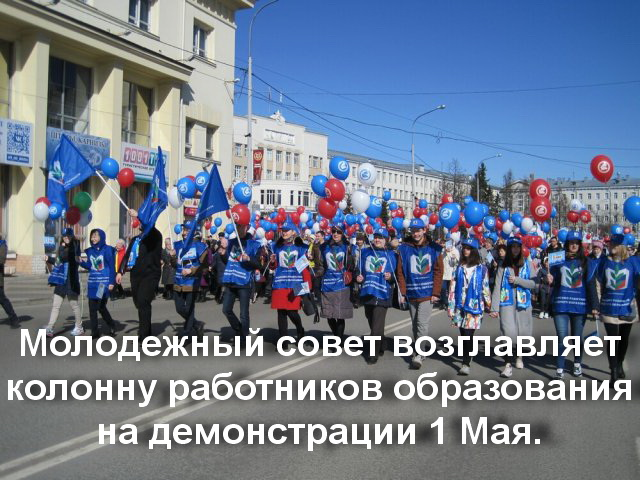 Молодежный совет возглавляет
колонну работников образования
на демонстрации 1 Мая.